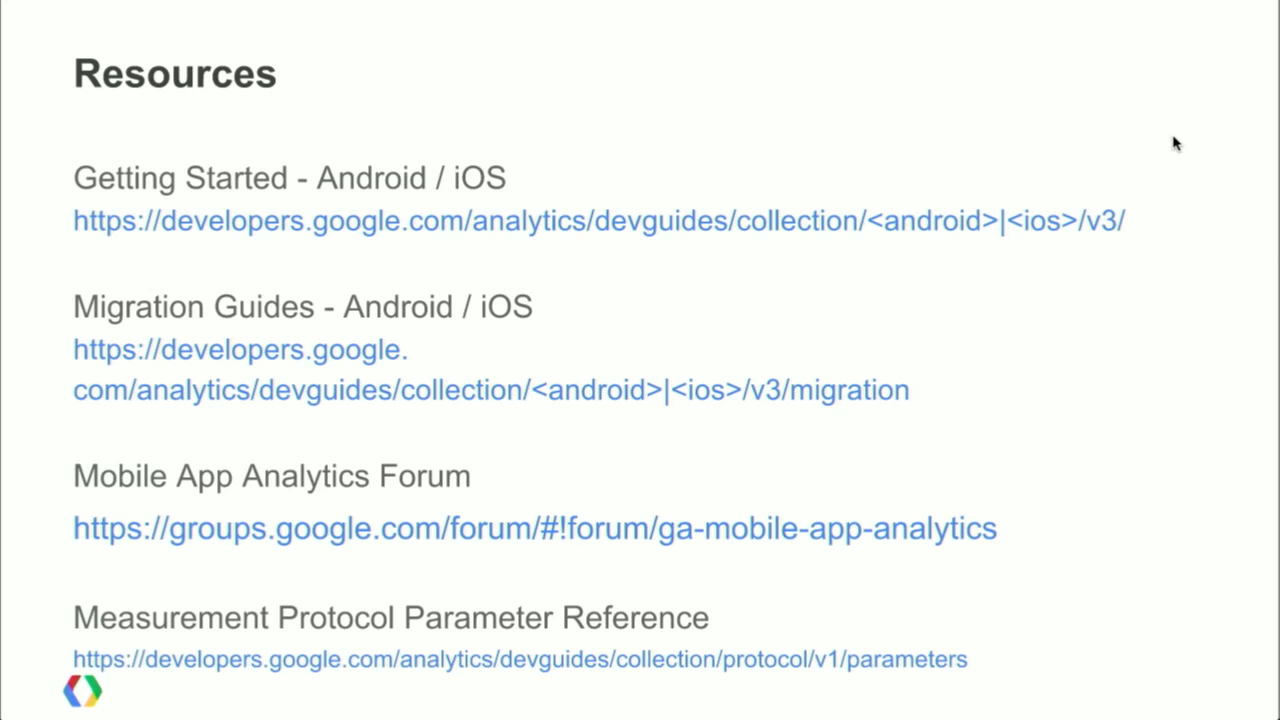 Resources
Getting Started - Android / iOS
https://developers.google.com/analytics/devguides/collection/<android>|<ios>/v3/
Migration Guides - Android / iOS
https://developers.google.
com/analytics/devguides/collection/<android>|<ios>/v3/migration
Mobile App Analytics Forum
https://groups.google.com/forum/#!forum/ga-mobile-app-analytics
Measurement Protocol Parameter Reference
https://developers.google.com/analytics/devguides/collection/protocol/v1/parameters